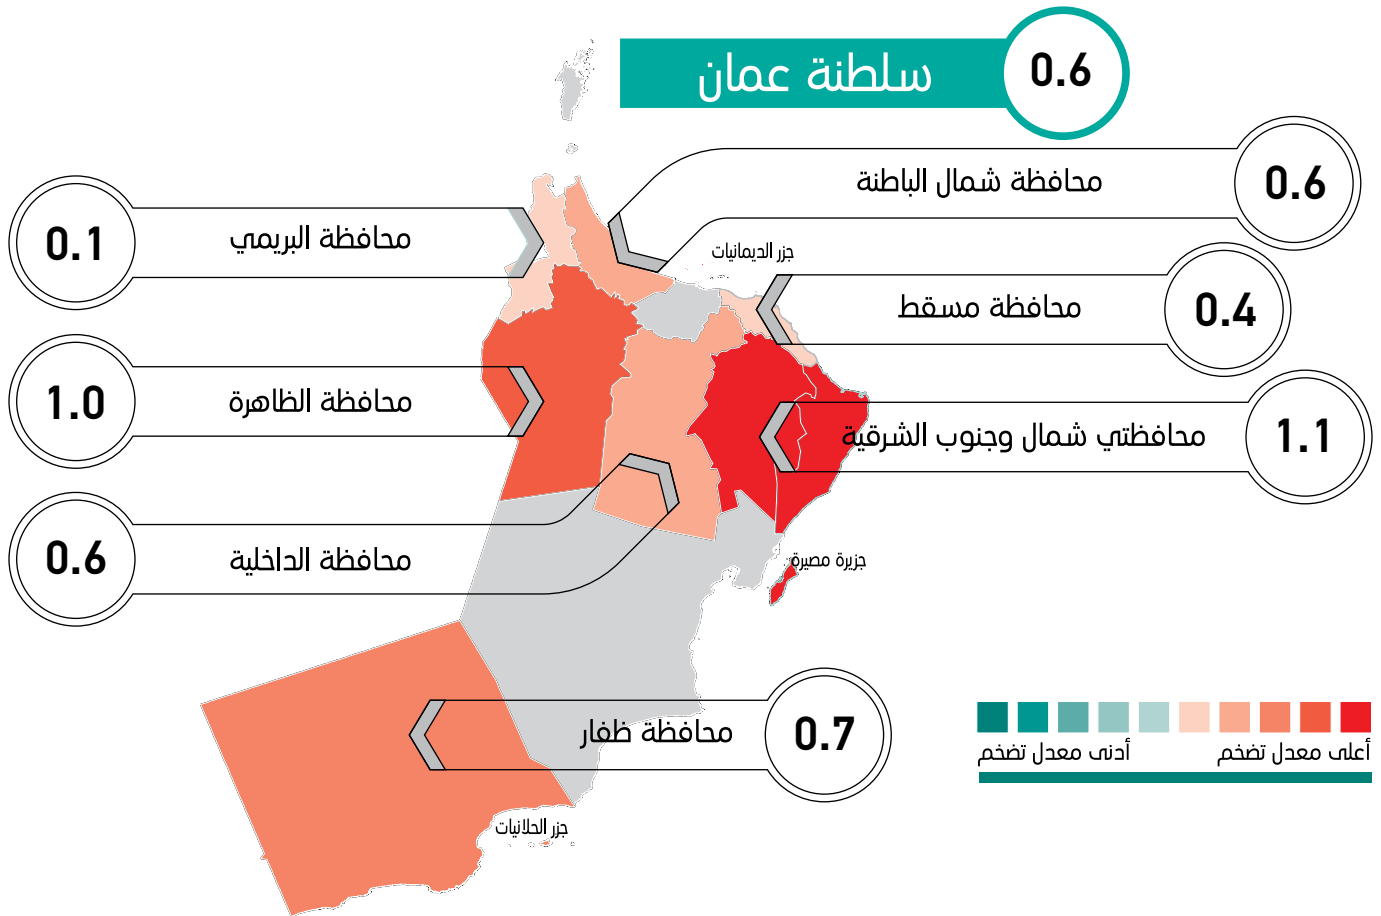 سلطنة عمان
0.6
محافظة شمال الباطنة
0.6
محافظة البريمي
0.1
جزر الديمانيات
محافظة مسقط
0.4
محافظة الظاهرة
1.0
محافظتي شمال وجنوب الشرقية
1.1
محافظة الداخلية
0.6
جزيرة مصيرة
محافظة ظفار
0.7
أعلى معدل تضخم
أدنى معدل تضخم
جزر الحلانيات